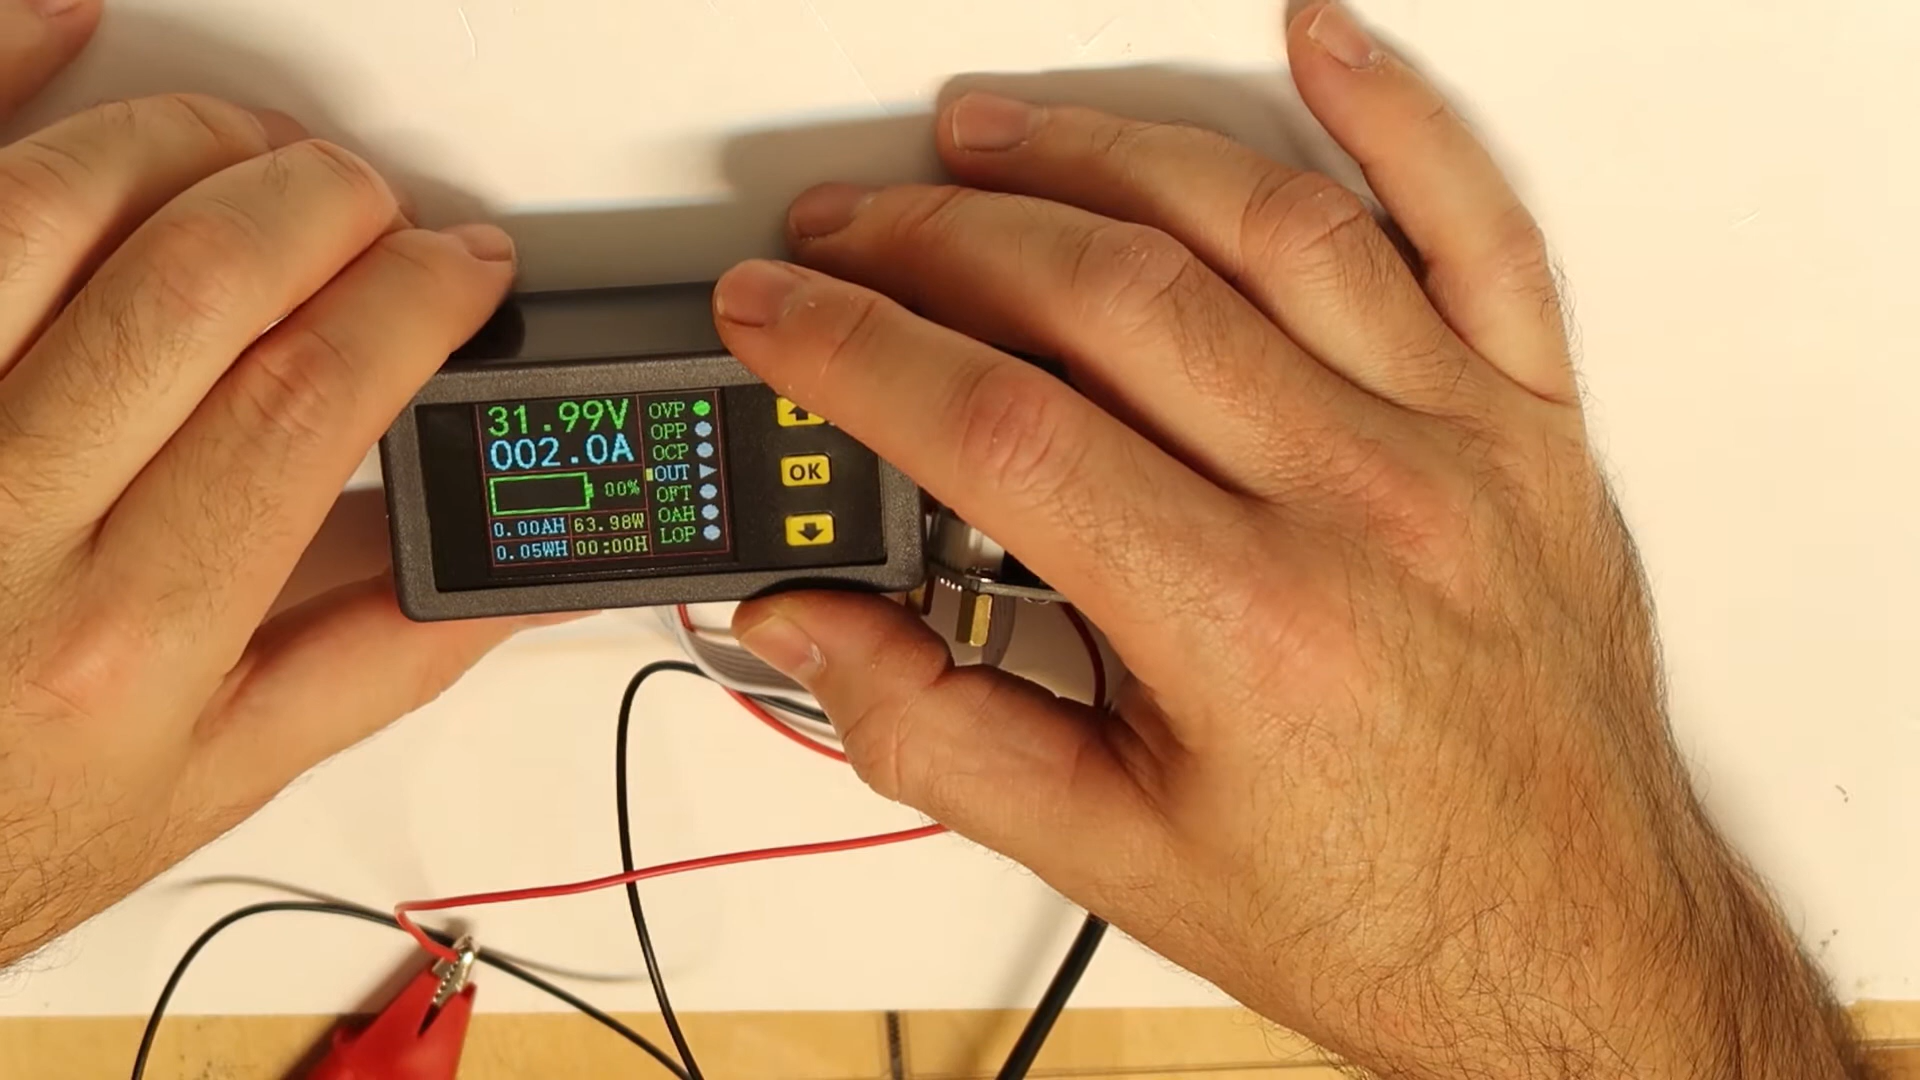 31.99V
002.0A
00%
0.00AH 63.98W
0.05WH 00:00H
OVP
OPP
OCP
OUT
OFT
OAH
LOP
OK